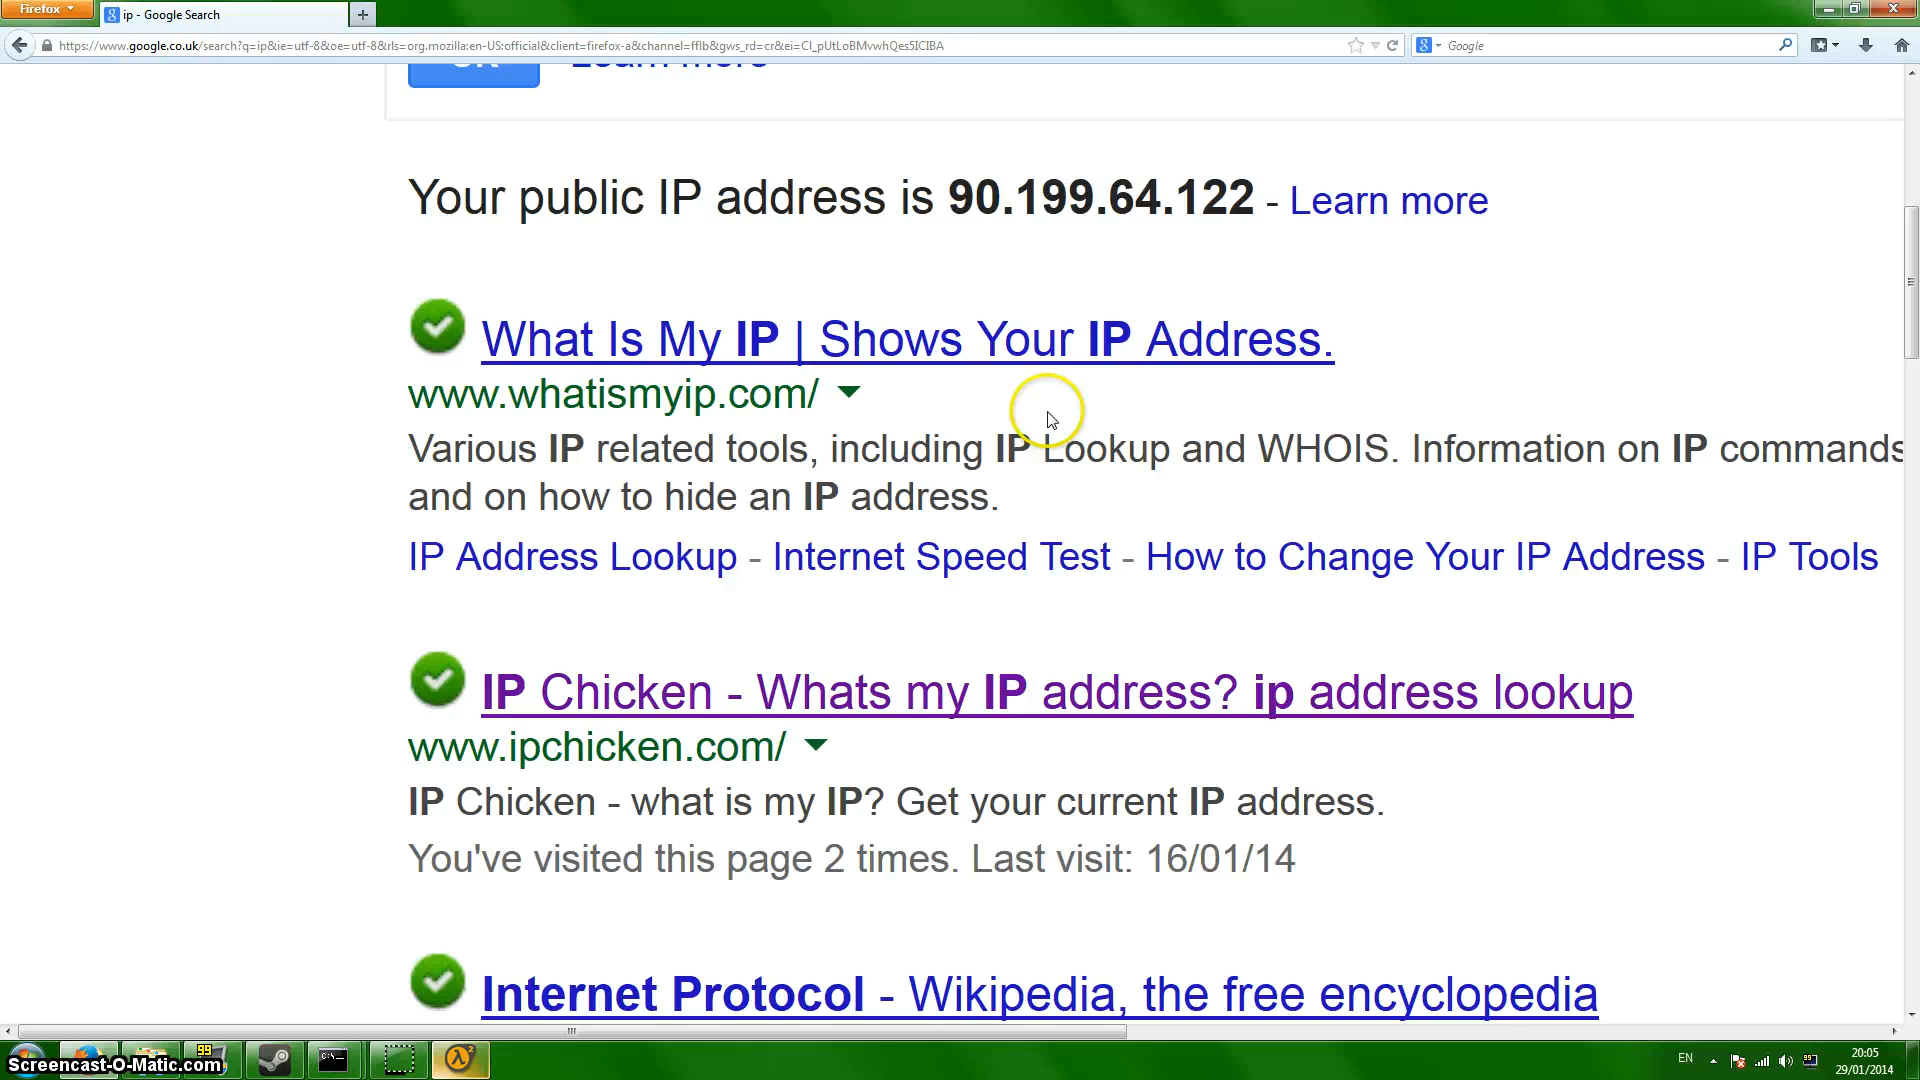 Firefox
ip - Google Search
https://www.google.co.uk/search?q=ip&ie=utf-8&oe=utf-8&rls=org.mozilla:en-US:official&client=firefox-a&channel=fflb&gws_rd=cr&ei=CI_pUtLoBMvwhQes5ICIBA
Google
OK Learn more
Your public IP address is 90.199.64.122 - Learn more
What Is My IP | Shows Your IP Address.
www.whatismyip.com/
Various IP related tools, including IP Lookup and WHOIS. Information on IP commands
and on how to hide an IP address.
IP Address Lookup - Internet Speed Test - How to Change Your IP Address - IP Tools
IP Chicken - Whats my IP address? ip address lookup
www.ipchicken.com/
IP Chicken - what is my IP? Get your current IP address.
You've visited this page 2 times. Last visit: 16/01/14
Internet Protocol - Wikipedia, the free encyclopedia
99
C:\
2
EN
99
20:05
29/01/2014
Screencast-O-Matic.com